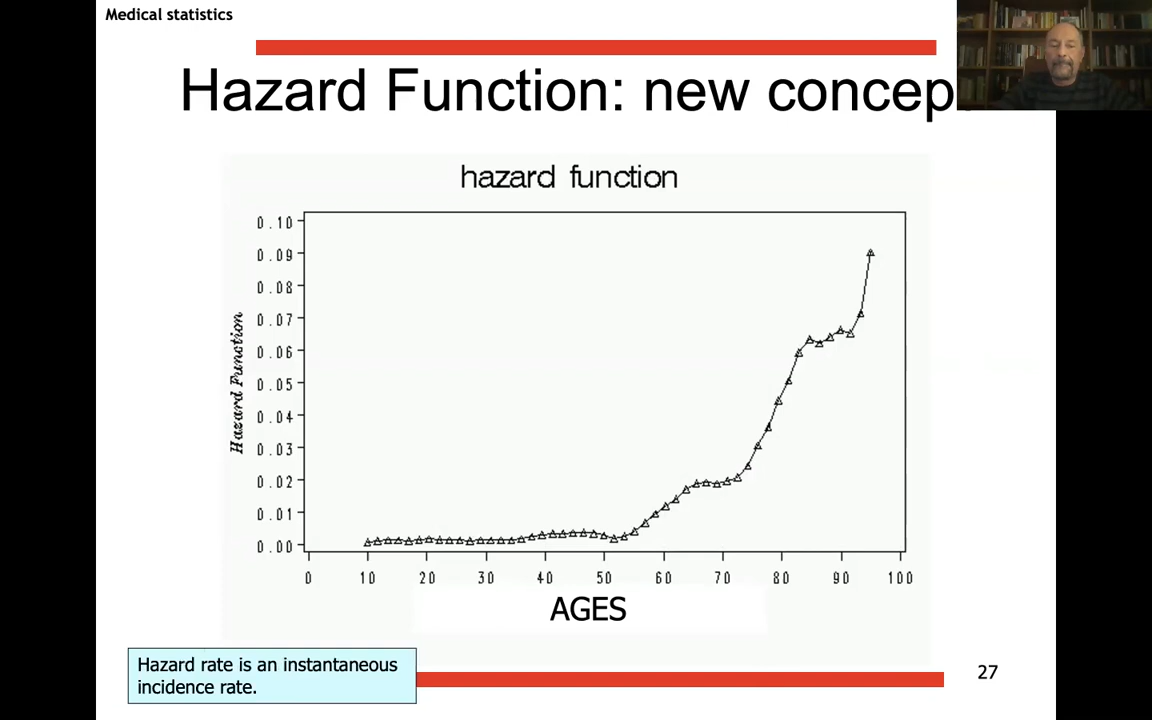 Medical statistics
Hazard Function: new concep
hazard function
Hazard Function
0.10
0.09
0.08
0.07
0.06
0.05
0.04
0.03
0.02
0.01
0.00
0 10 20 30 40 50 60 70 80 90 100
AGES
Hazard rate is an instantaneous
incidence rate.
27